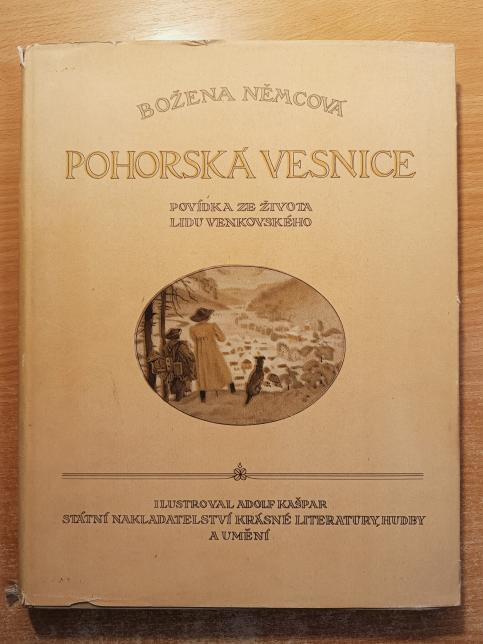 BOŽENA NĚMCOVÁ
POHORSKÁ VESNICE
POVÍDKA ZE ŽIVOTA
LIDU VENKOVSKÉHO
ILUSTROVAL ADOLF KAŠPAR
STÁTNÍ NAKLADATELSTVÍ KRÁSNÉ LITERATURY, HUDBY
A UMĚNÍ